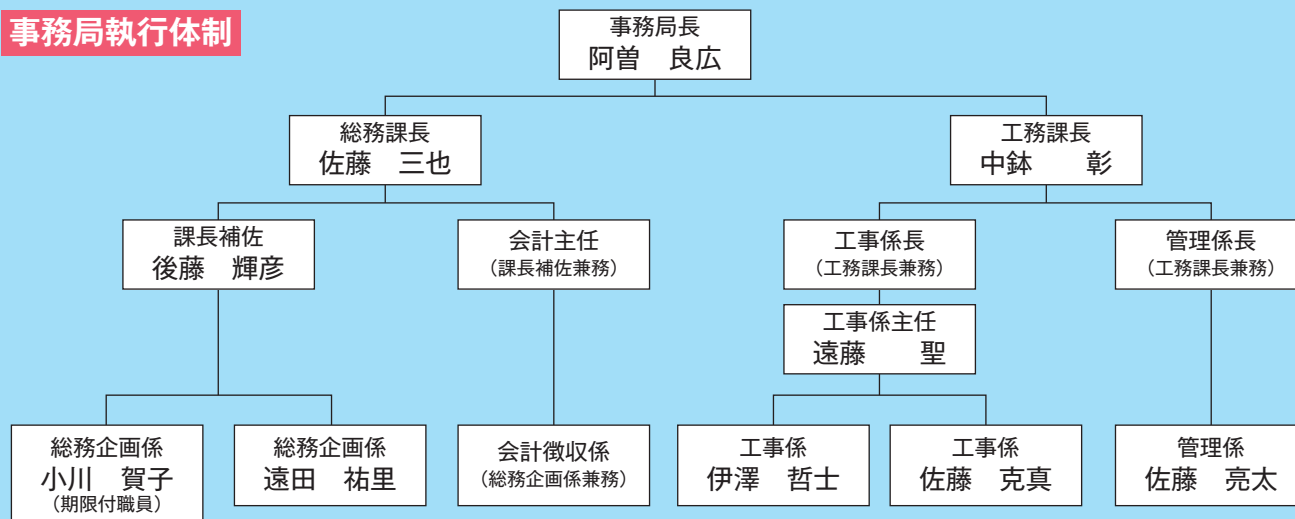 事務局執行体制
事務局長
阿曽　良広
総務課長
佐藤　三也
工務課長
中鉢　　彰
課長補佐
後藤　輝彦
会計主任
（課長補佐兼務）
工事係長
（工務課長兼務）
管理係長
（工務課長兼務）
工事係主任
遠藤　　聖
総務企画係
小川　賀子
（期限付職員）
総務企画係
遠田　祐里
会計徴収係
（総務企画係兼務）
工事係
伊澤　哲士
工事係
佐藤　克真
管理係
佐藤　亮太